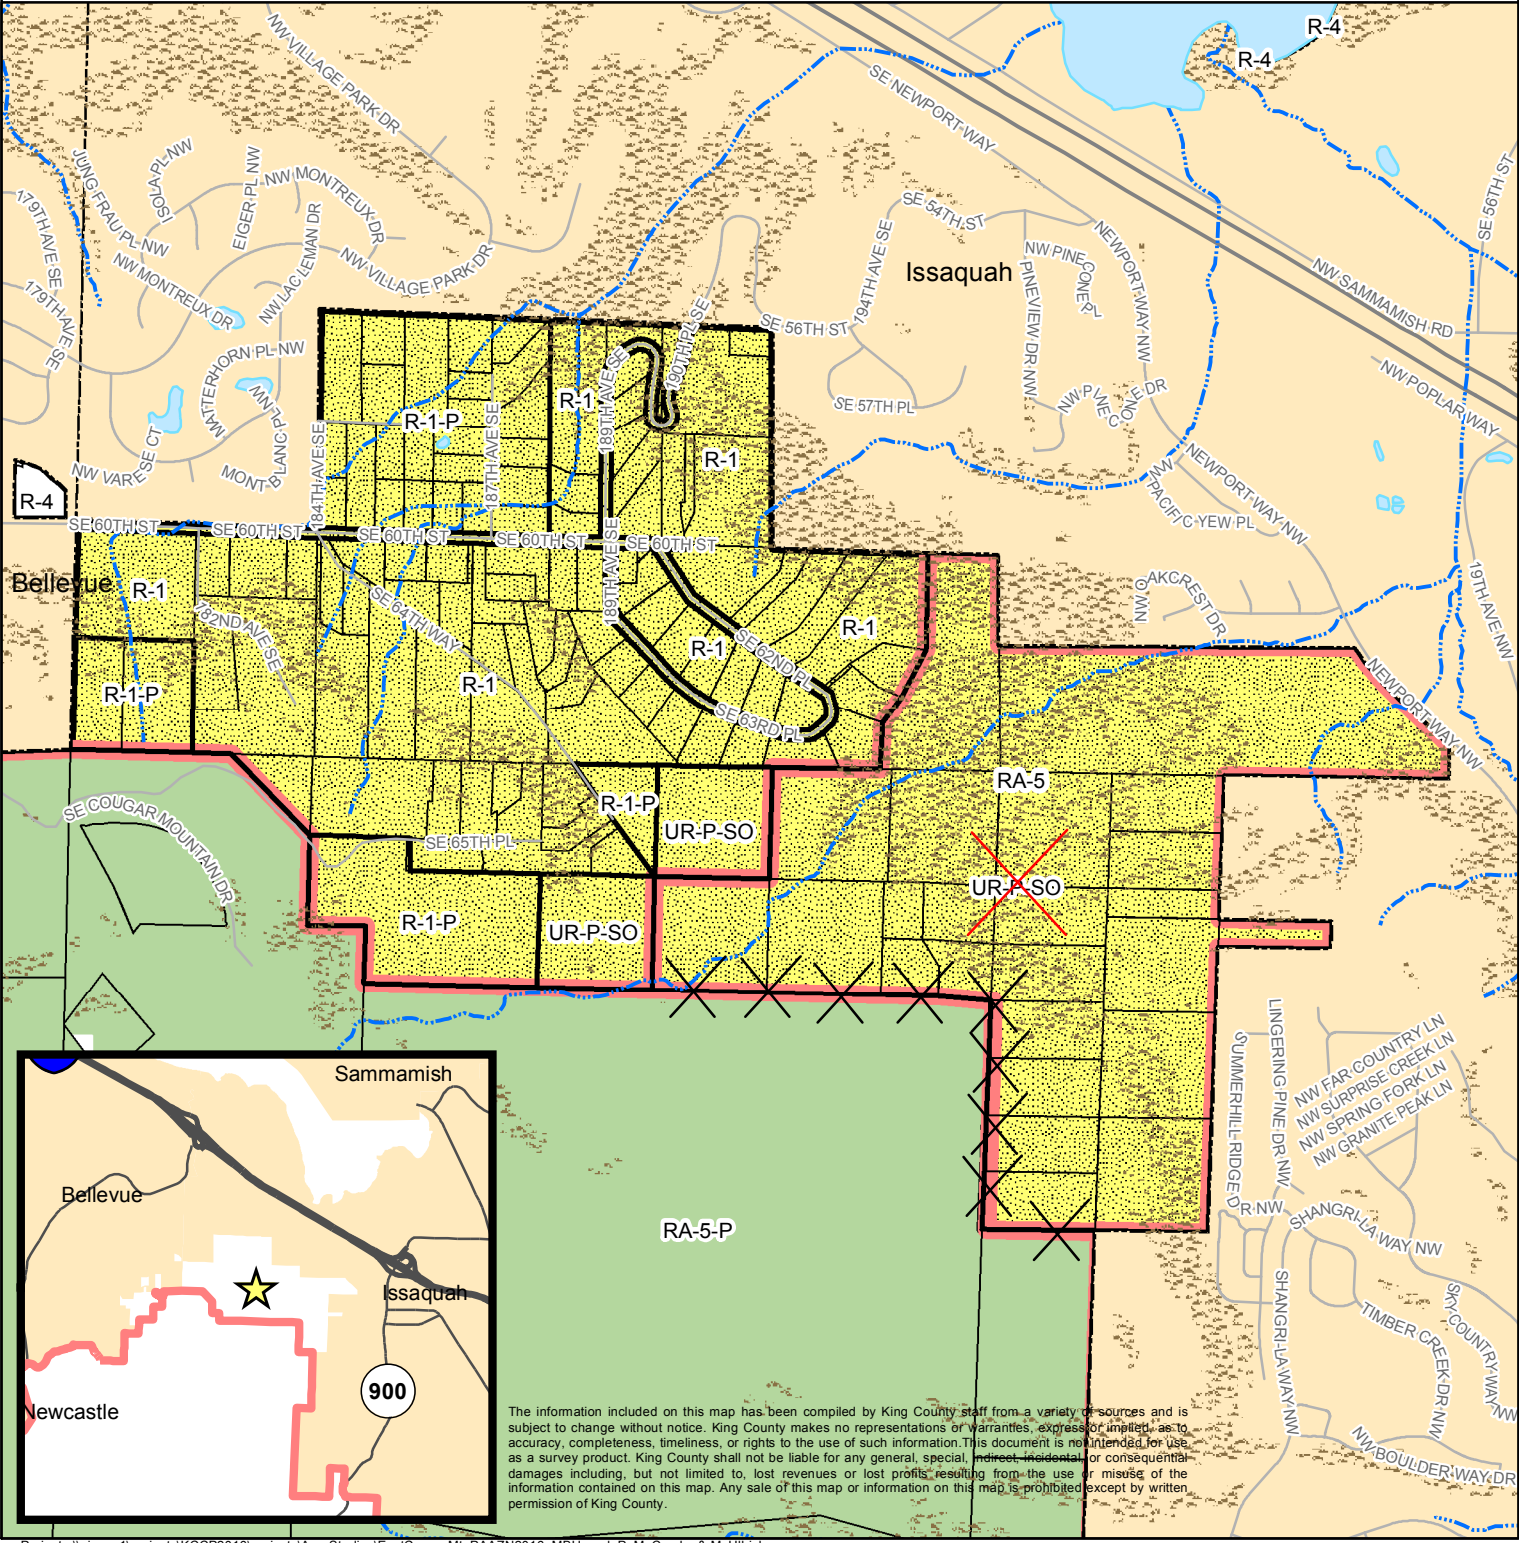 R-4
R-4
NW VILLAGE PARK DR
SE NEWPORT WAY
JUNG FRAU PL NW
LA PL NW
EIGER PL NW
NW MONTREUX DR
SE 54TH ST
SE 56TH ST
179TH AVE SE
NW MONTREUX DR
NW LAC LEMAN DR
NW VILLAGE PARK DR
194TH AVE SE
NW PINE CONE PL
NEWPORT WAY NW
Issaquah
NW SAMMAMISH RD
179TH AVE SE
190TH PL SE
SE 56TH ST
PINEVIEW DR NW
MATTERHORN PL NW
R-1-P
R-1
189TH AVE SE
SE 57TH PL
NW PINE CONE DR
NW POPLAR WAY
NW VARESE CT
MONT BLANC PL NW
184TH AVE SE
187TH AVE SE
R-1
NEWPORT WAY NW
NW PACIFIC YEW PL
R-4
SE 60TH ST
SE 60TH ST
SE 60TH ST
SE 60TH ST
SE 60TH ST
Bellevue
R-1
182ND AVE SE
SE 64TH WAY
189TH AVE SE
SE 62ND PL
R-1
R-1
NW OAKCREST DR
19TH AVE NW
R-1-P
R-1
SE 63RD PL
NEWPORT WAY NW
RA-5
SE COUGAR MOUNTAIN DR
SE 65TH PL
R-1-P
UR-P-SO
UR-P-SO
R-1-P
UR-P-SO
LINGERING PINE DR NW
SUMMERHILL RIDGE DR NW
NW FAR COUNTRY LN
NW SURPRISE CREEK LN
NW SPRING FORK LN
NW GRANITE PEAK LN
SHANGRI-LA WAY NW
SHANGRI-LA WAY NW
TIMBER CREEK DR NW
SKY COUNTRY WAY NW
NW BOULDER WAY DR
RA-5-P
Sammamish
Bellevue
Issaquah
Newcastle
900
The information included on this map has been compiled by King County staff from a variety of sources and is
subject to change without notice. King County makes no representations or warranties, express or implied, as to
accuracy, completeness, timeliness, or rights to the use of such information.This document is not intended for use
as a survey product. King County shall not be liable for any general, special, indirect, incidental, or consequential
damages including, but not limited to, lost revenues or lost profits resulting from the use or misuse of the
information contained on this map. Any sale of this map or information on this map is prohibited except by written
permission of King County.